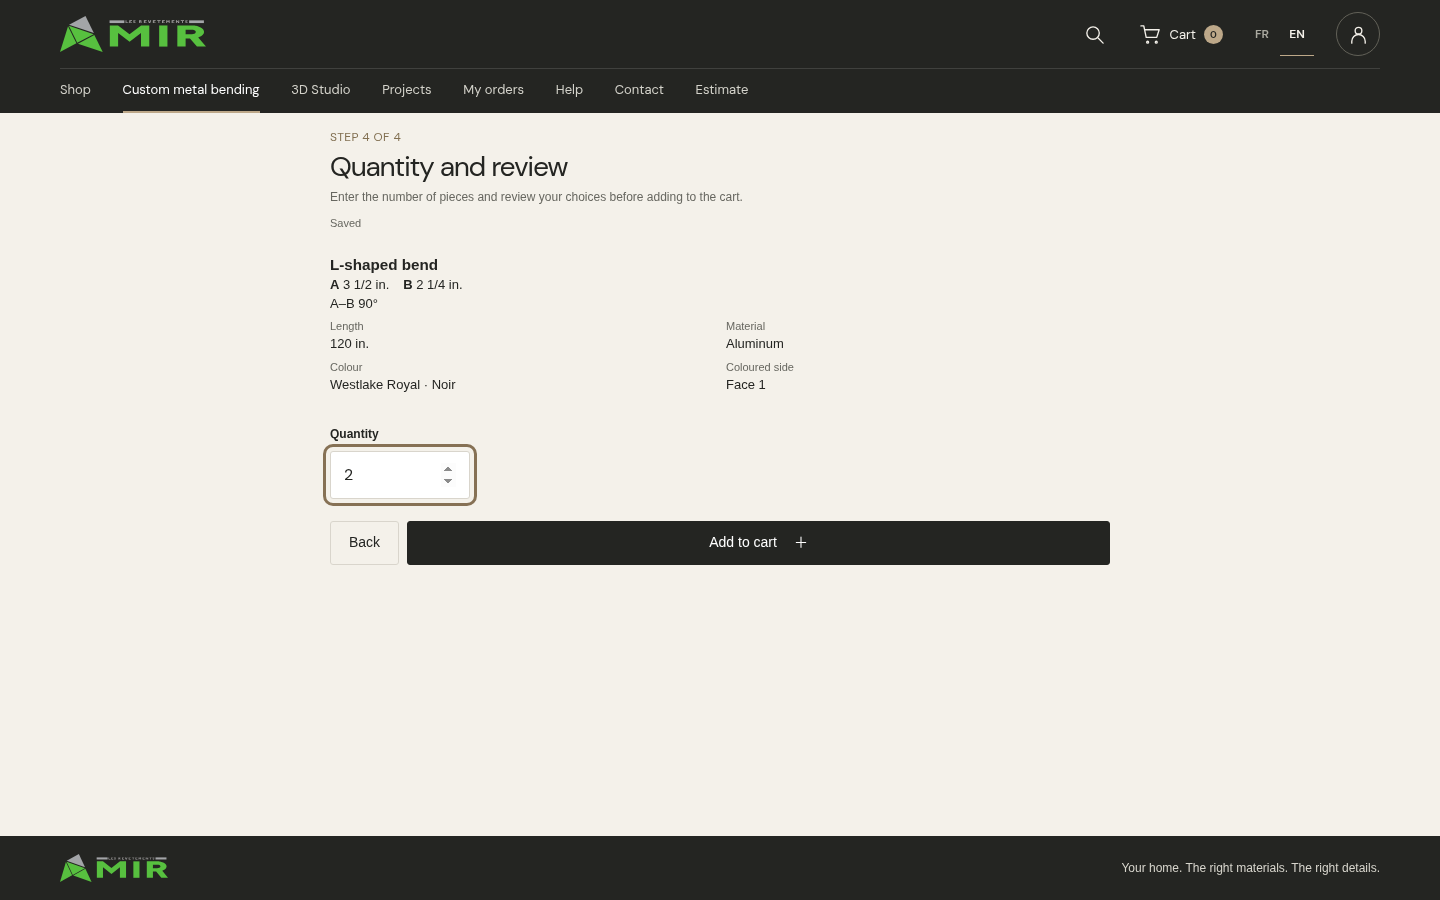 LES REVÊTEMENTS
MIR
Cart 0
FR EN
Shop Custom metal bending 3D Studio Projects My orders Help Contact Estimate
STEP 4 OF 4
Quantity and review
Enter the number of pieces and review your choices before adding to the cart.
Saved
L-shaped bend
A 3 1/2 in. B 2 1/4 in.
A–B 90°
Length Material
120 in. Aluminum
Colour Coloured side
Westlake Royal · Noir Face 1
Quantity
2
Back Add to cart +
LES REVÊTEMENTS
MIR
Your home. The right materials. The right details.